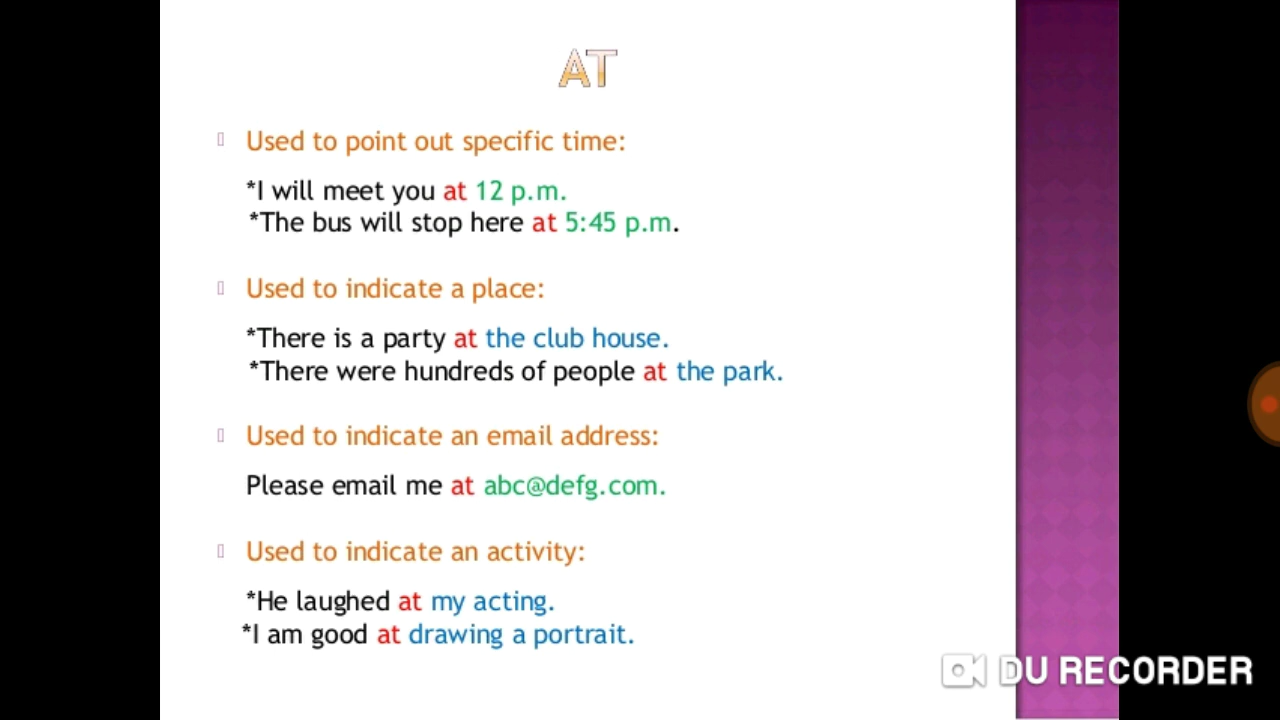 AT
Used to point out specific time:
*I will meet you at 12 p.m.
*The bus will stop here at 5:45 p.m.
Used to indicate a place:
*There is a party at the club house.
*There were hundreds of people at the park.
Used to indicate an email address:
Please email me at abc@defg.com.
Used to indicate an activity:
*He laughed at my acting.
*I am good at drawing a portrait.
DU RECORDER